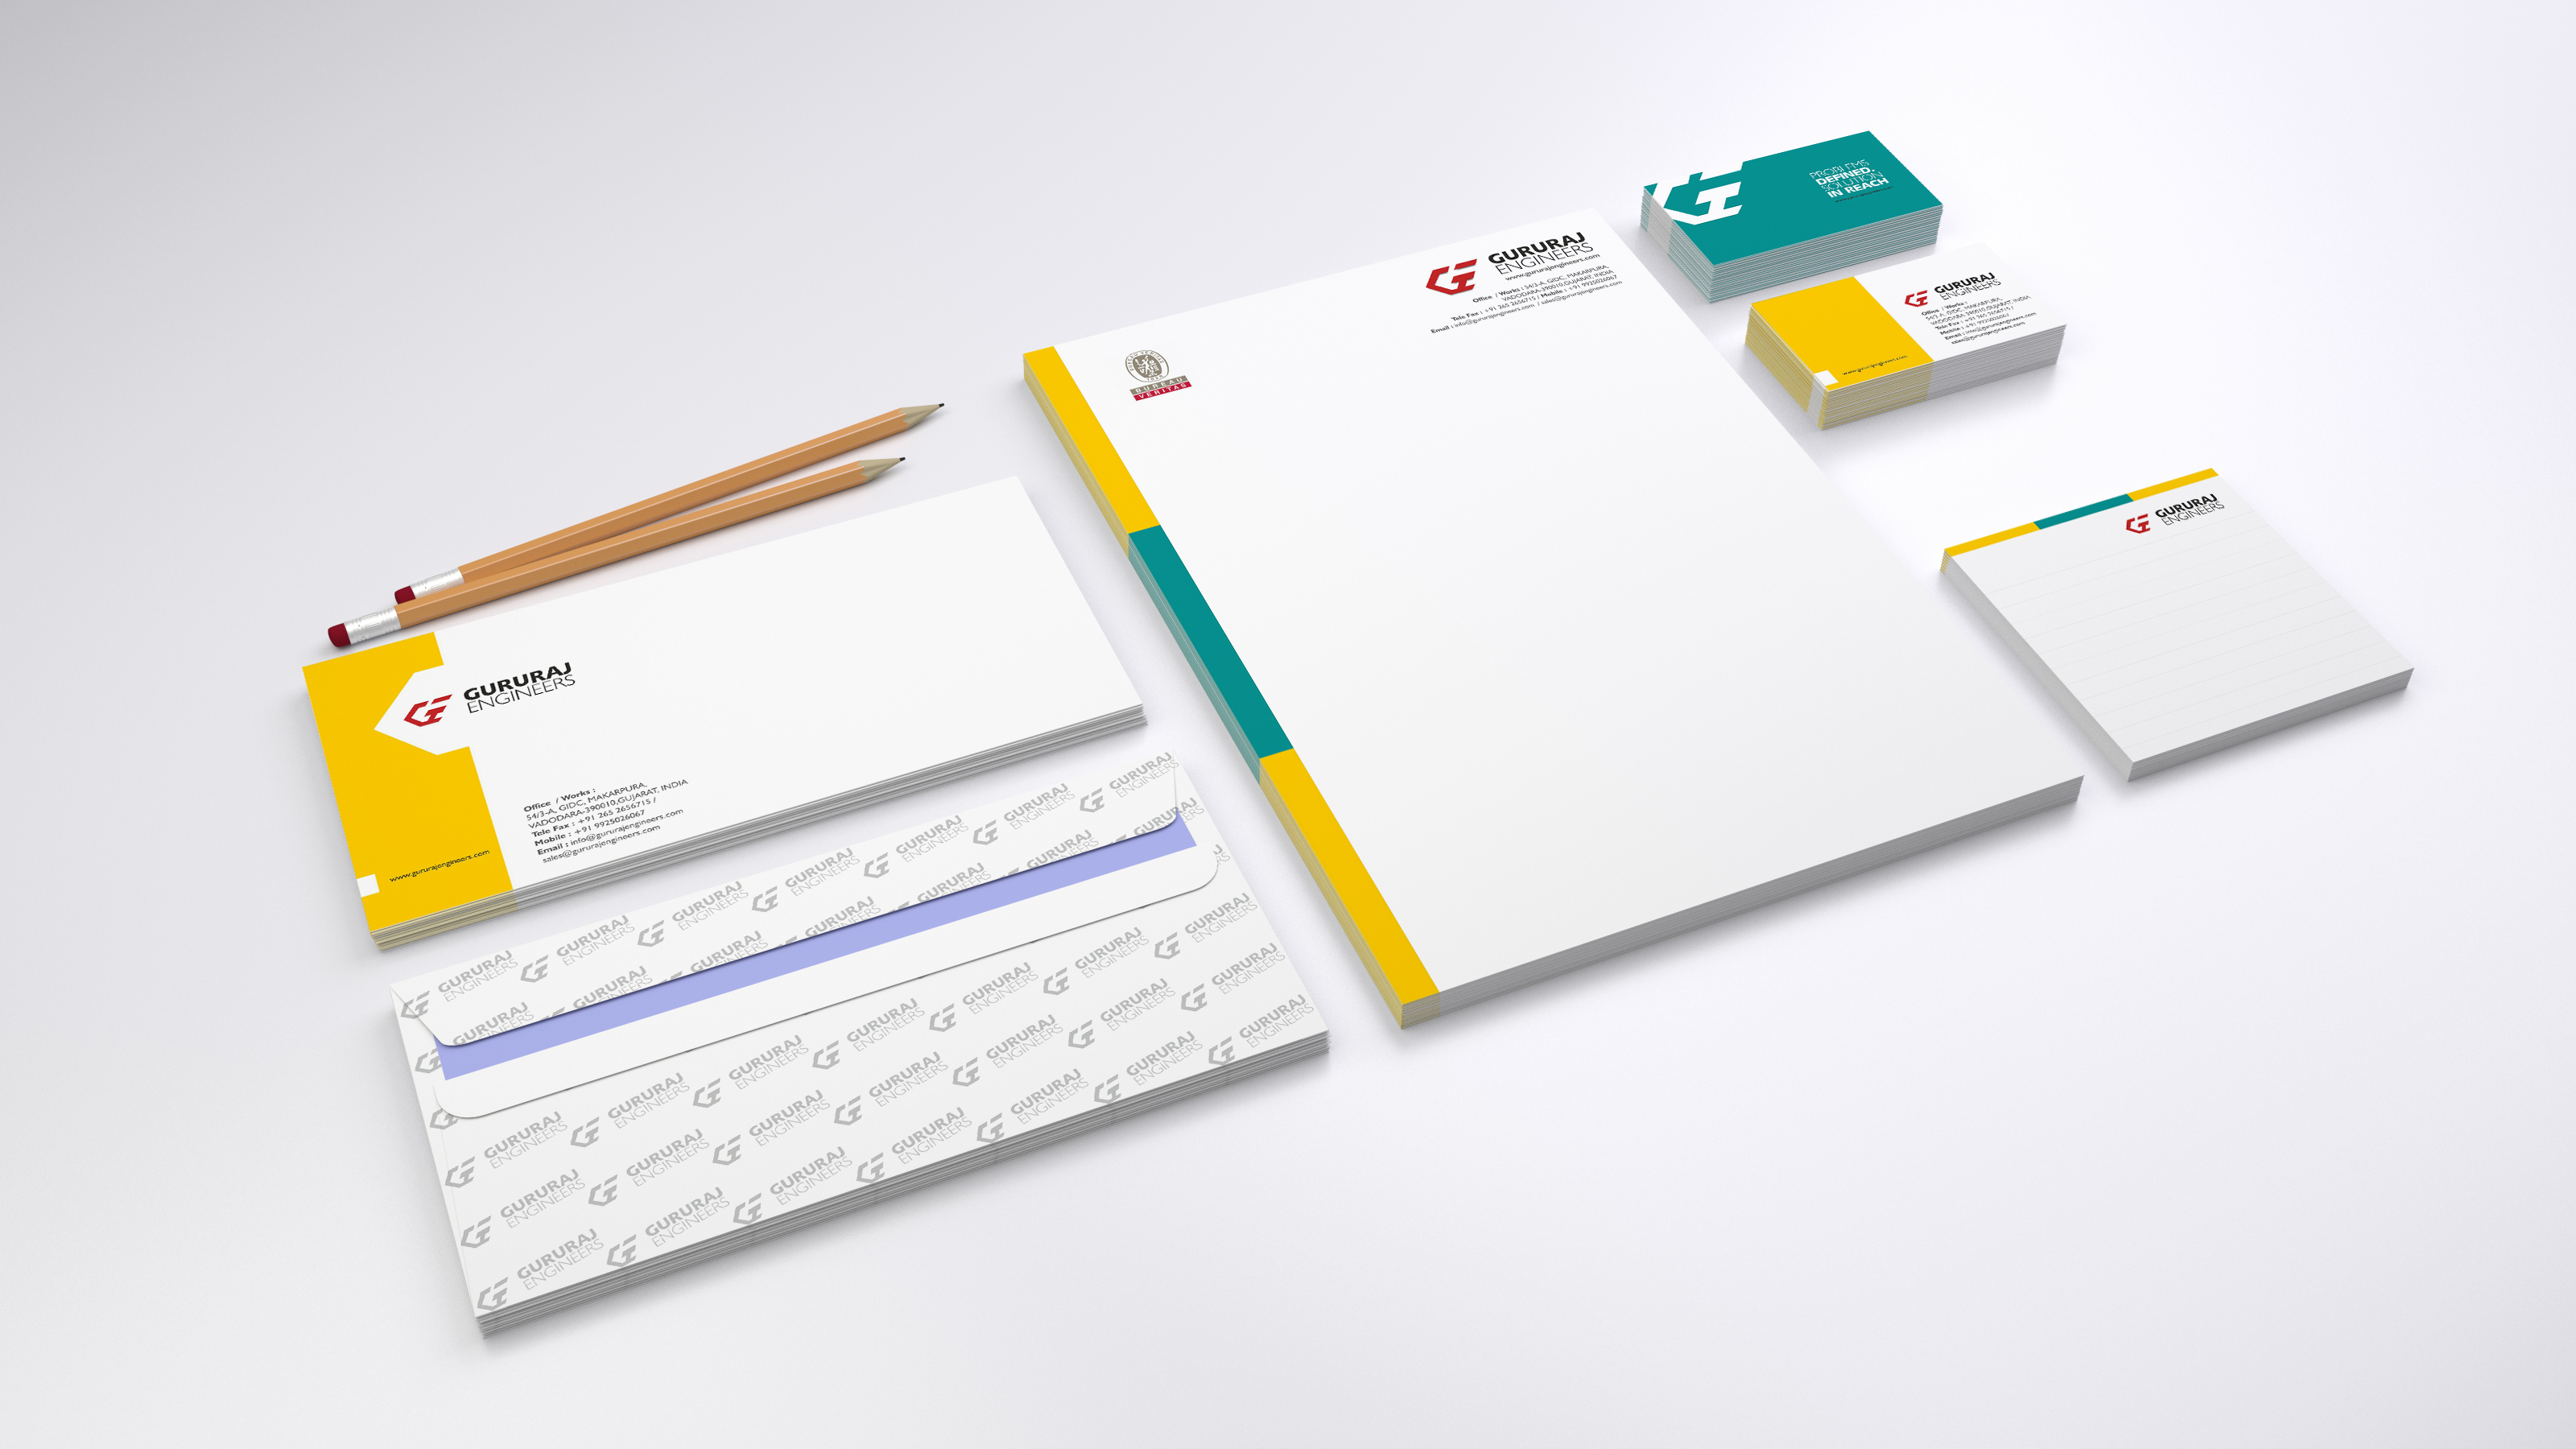 GURURAJ
ENGINEERS
Office / Works :
54/3-A, GIDC, MAKARPURA,
VADODARA-390010,GUJARAT, INDIA
Tele Fax : +91 265 2656715 /
Mobile : +91 9925026067
Email : info@gururajengineers.com
sales@gururajengineers.com
www.gururajengineers.com
GURURAJ
ENGINEERS
www.gururajengineers.com
Office / Works : 54/3-A, GIDC, MAKARPURA,
VADODARA-390010,GUJARAT, INDIA
Tele Fax : +91 265 2656715 / Mobile : +91 9925026067
Email : info@gururajengineers.com / sales@gururajengineers.com
BUREAU VERITAS
1828
BUREAU
VERITAS
PROBLEMS
DEFINED.
SOLUTION
IN REACH
GURURAJ
ENGINEERS
Office / Works :
54/3-A, GIDC, MAKARPURA,
VADODARA-390010,GUJARAT, INDIA
Tele Fax : +91 265 2656715 /
Mobile : +91 9925026067
Email : info@gururajengineers.com
sales@gururajengineers.com
www.gururajengineers.com
GURURAJ
ENGINEERS
GURURAJ
ENGINEERS